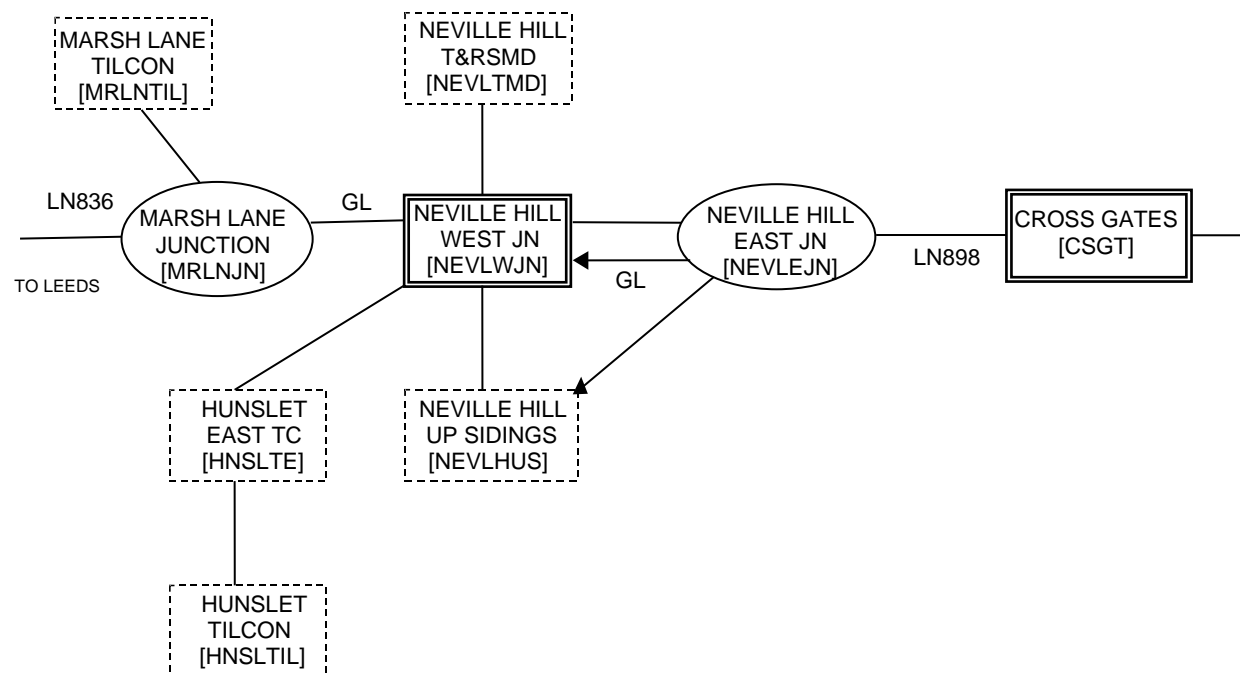 MARSH LANE
TILCON
[MRLNTIL]
NEVILLE HILL
T&RSMD
[NEVLTMD]
LN836
TO LEEDS
MARSH LANE
JUNCTION
[MRLNJN]
GL
NEVILLE HILL
WEST JN
[NEVLWJN]
GL
NEVILLE HILL
EAST JN
[NEVLEJN]
LN898
CROSS GATES
[CSGT]
HUNSLET
EAST TC
[HNSLTE]
NEVILLE HILL
UP SIDINGS
[NEVLHUS]
HUNSLET
TILCON
[HNSLTIL]